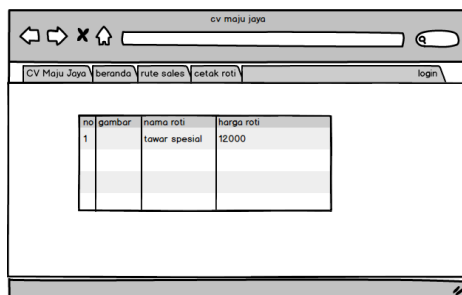 cv maju jaya
CV Maju Jaya beranda rute sales cetak roti login
no gambar nama roti harga roti
1 tawar spesial 12000